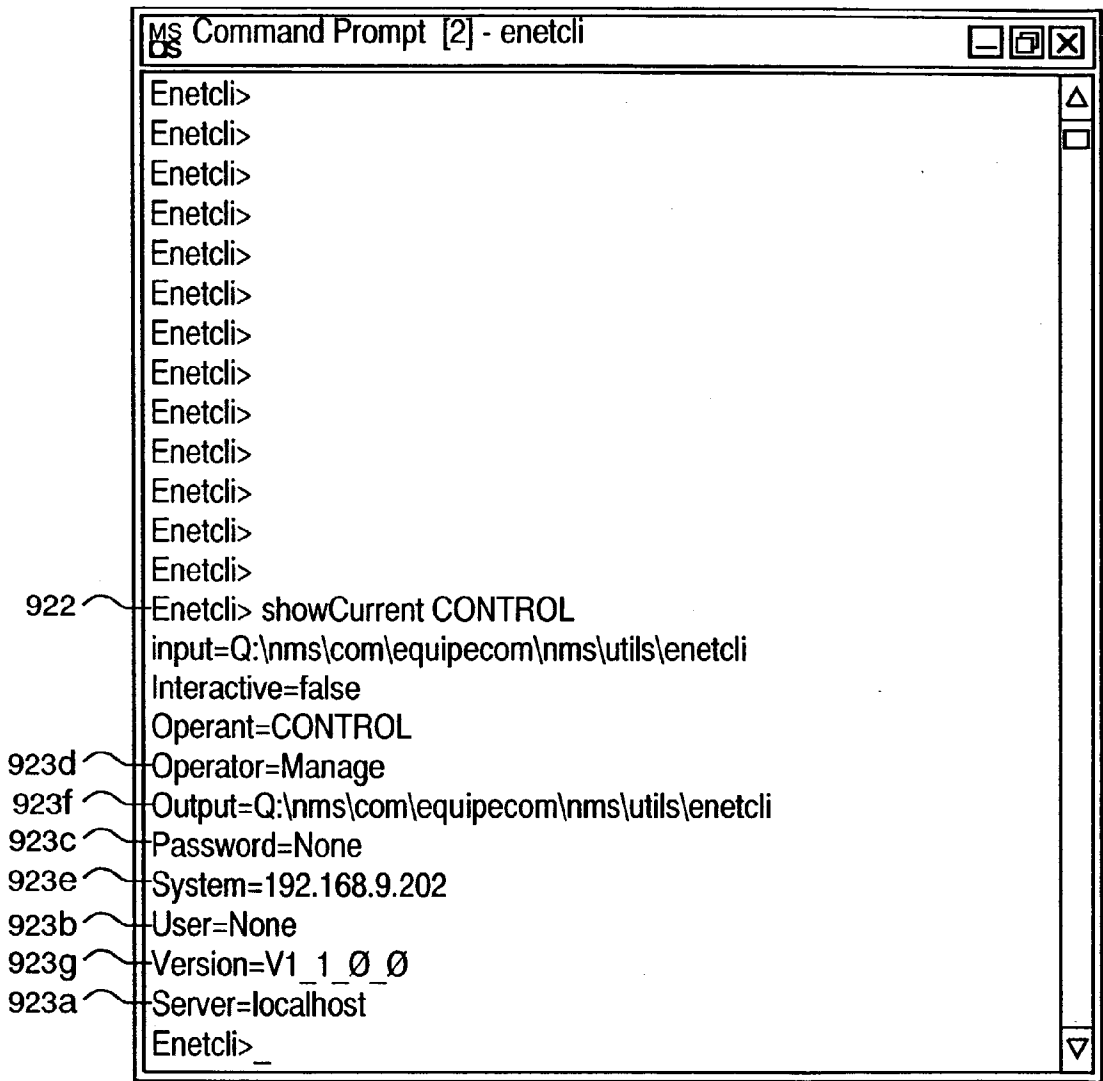 MS DOS Command Prompt [2] - enetcli
Enetcli>
Enetcli>
Enetcli>
Enetcli>
Enetcli>
Enetcli>
Enetcli>
Enetcli>
Enetcli>
Enetcli>
Enetcli>
Enetcli>
Enetcli>
922 Enetcli> showCurrent CONTROL
input=Q:\nms\com\equipecom\nms\utils\enetcli
Interactive=false
Operant=CONTROL
923d Operator=Manage
923f Output=Q:\nms\com\equipecom\nms\utils\enetcli
923c Password=None
923e System=192.168.9.202
923b User=None
923g Version=V1_1_Ø_Ø
923a Server=localhost
Enetcli>_